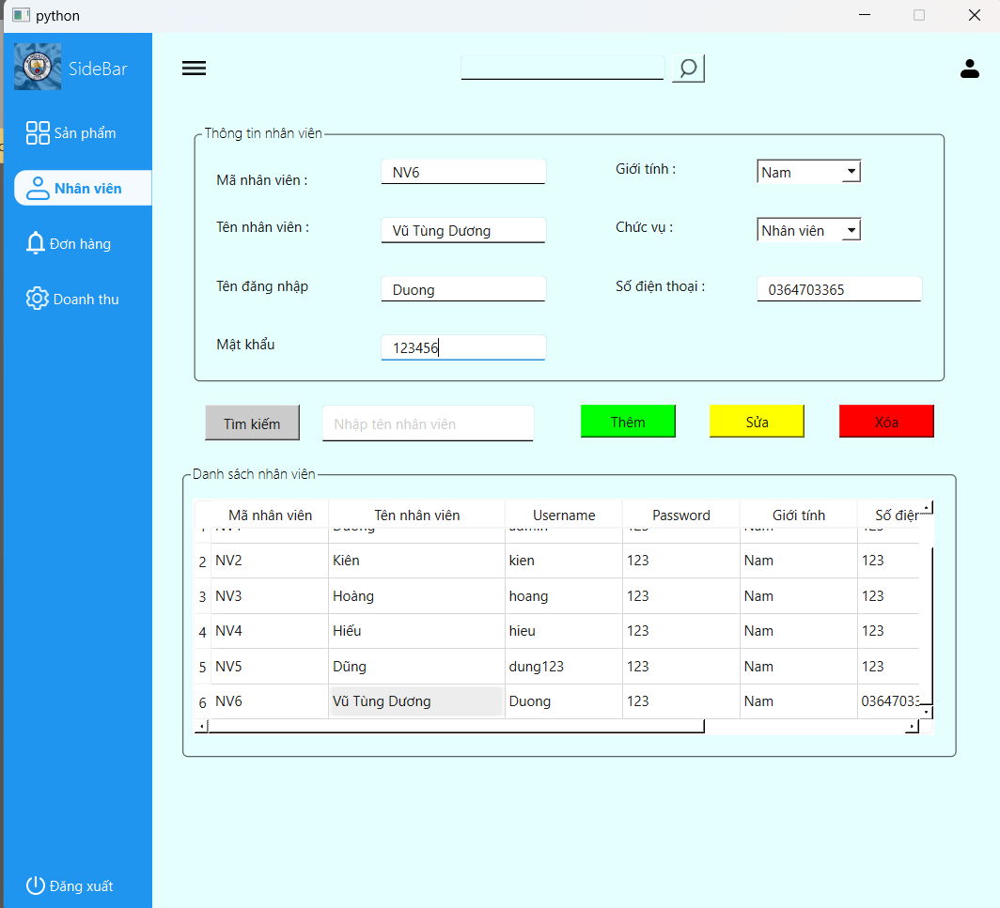 python
SideBar
Sản phẩm
Nhân viên
Đơn hàng
Doanh thu
Đăng xuất
Thông tin nhân viên
Mã nhân viên : NV6 Giới tính : Nam
Tên nhân viên : Vũ Tùng Dương Chức vụ : Nhân viên
Tên đăng nhập Duong Số điện thoại : 0364703365
Mật khẩu 123456
Tìm kiếm Nhập tên nhân viên Thêm Sửa Xóa
Danh sách nhân viên
Mã nhân viên Tên nhân viên Username Password Giới tính Số điện
1 NV1 Dương admin 123 Nam 123
2 NV2 Kiên kien 123 Nam 123
3 NV3 Hoàng hoang 123 Nam 123
4 NV4 Hiếu hieu 123 Nam 123
5 NV5 Dũng dung123 123 Nam 123
6 NV6 Vũ Tùng Dương Duong 123 Nam 03647033